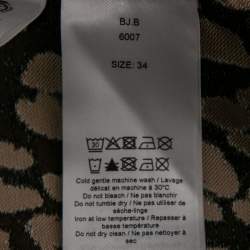 BJ.B
6007
SIZE: 34
Cold gentle machine wash / Lavage
délicat en machine à 30°C
Do not bleach / Ne pas blanchir
Do not tumble dry / Ne pas utiliser de
sèche-linge
Iron at low temperature / Repasser à
basse température
Do not dry clean / Ne pas nettoyer à
sec